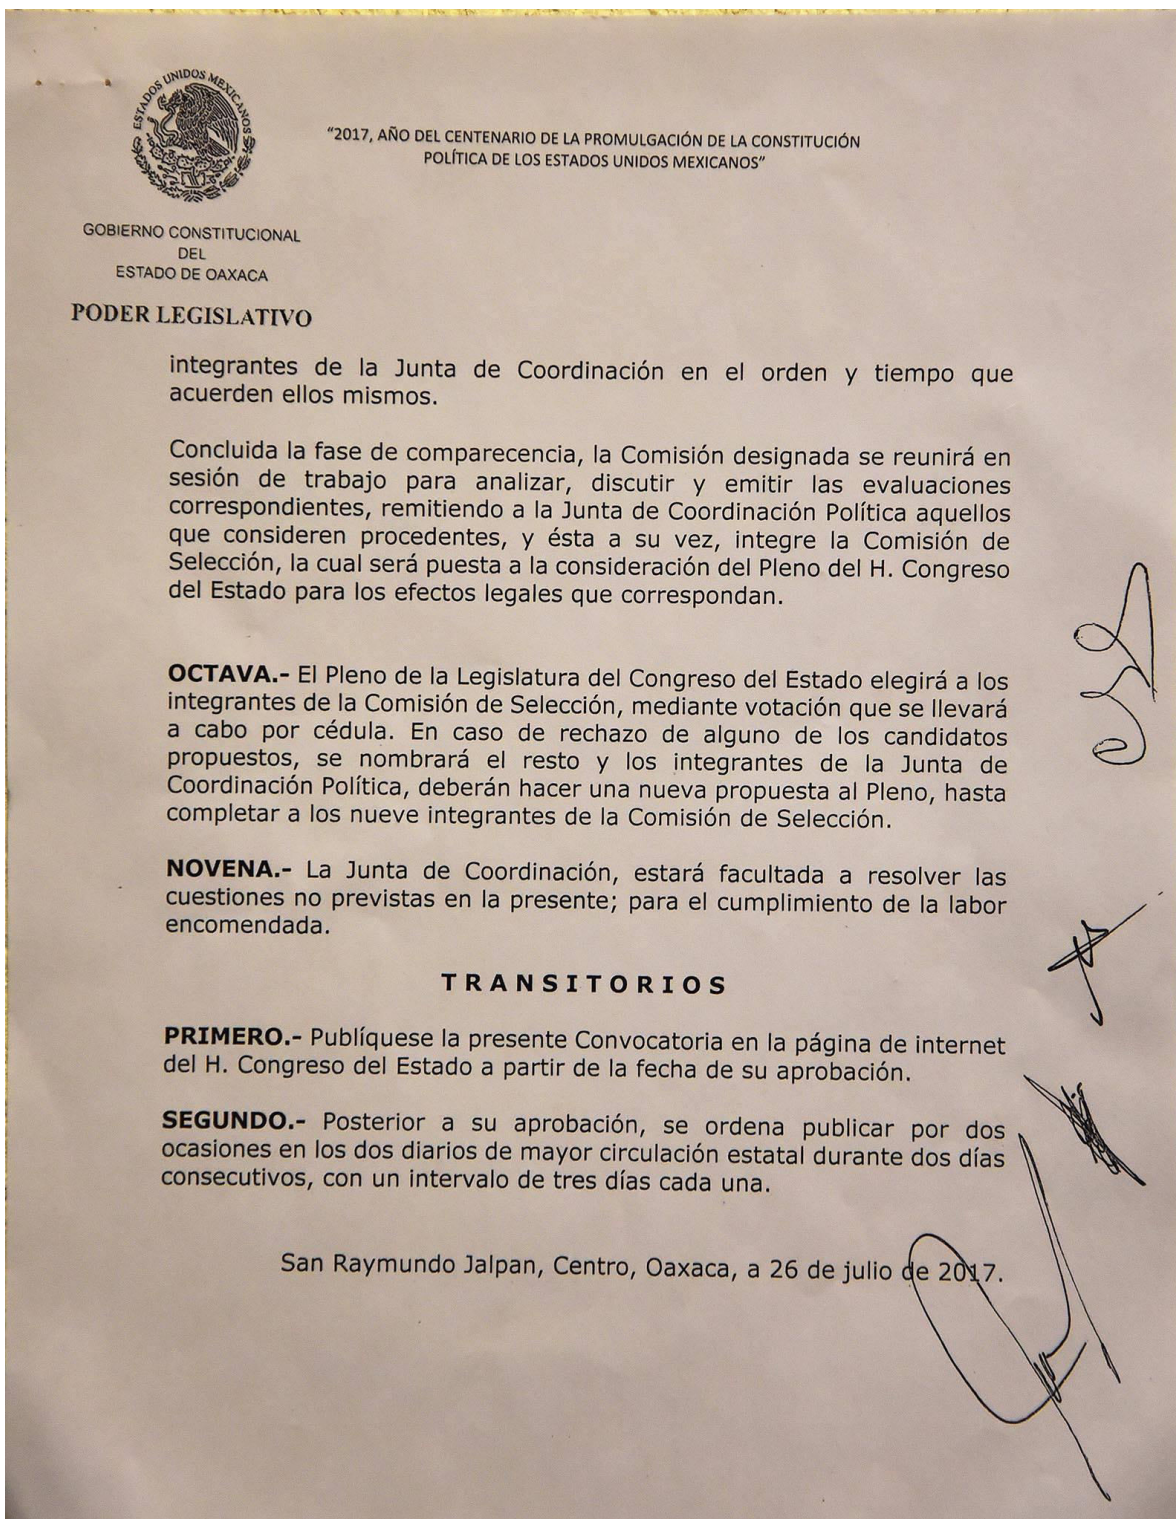 ESTADOS UNIDOS MEXICANOS
"2017, AÑO DEL CENTENARIO DE LA PROMULGACIÓN DE LA CONSTITUCIÓN
POLÍTICA DE LOS ESTADOS UNIDOS MEXICANOS"
GOBIERNO CONSTITUCIONAL
DEL
ESTADO DE OAXACA
PODER LEGISLATIVO
integrantes de la Junta de Coordinación en el orden y tiempo que
acuerden ellos mismos.
Concluida la fase de comparecencia, la Comisión designada se reunirá en
sesión de trabajo para analizar, discutir y emitir las evaluaciones
correspondientes, remitiendo a la Junta de Coordinación Política aquellos
que consideren procedentes, y ésta a su vez, integre la Comisión de
Selección, la cual será puesta a la consideración del Pleno del H. Congreso
del Estado para los efectos legales que correspondan.
OCTAVA.- El Pleno de la Legislatura del Congreso del Estado elegirá a los
integrantes de la Comisión de Selección, mediante votación que se llevará
a cabo por cédula. En caso de rechazo de alguno de los candidatos
propuestos, se nombrará el resto y los integrantes de la Junta de
Coordinación Política, deberán hacer una nueva propuesta al Pleno, hasta
completar a los nueve integrantes de la Comisión de Selección.
NOVENA.- La Junta de Coordinación, estará facultada a resolver las
cuestiones no previstas en la presente; para el cumplimiento de la labor
encomendada.
TRANSITORIOS
PRIMERO.- Publíquese la presente Convocatoria en la página de internet
del H. Congreso del Estado a partir de la fecha de su aprobación.
SEGUNDO.- Posterior a su aprobación, se ordena publicar por dos
ocasiones en los dos diarios de mayor circulación estatal durante dos días
consecutivos, con un intervalo de tres días cada una.
San Raymundo Jalpan, Centro, Oaxaca, a 26 de julio de 2017.